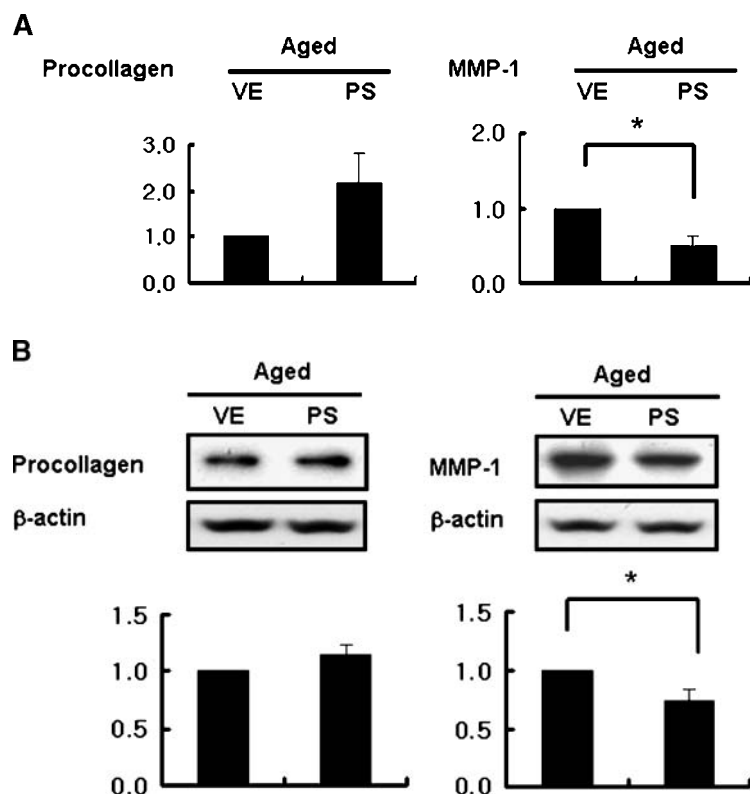 A
Aged
Procollagen
VE PS
3.0
2.0
1.0
0.0
Aged
MMP-1
VE PS
2.0
*
1.0
0.0
B
Aged
VE PS
Procollagen
β-actin
1.5
1.0
0.5
0.0
Aged
VE PS
MMP-1
β-actin
*
1.5
1.0
0.5
0.0